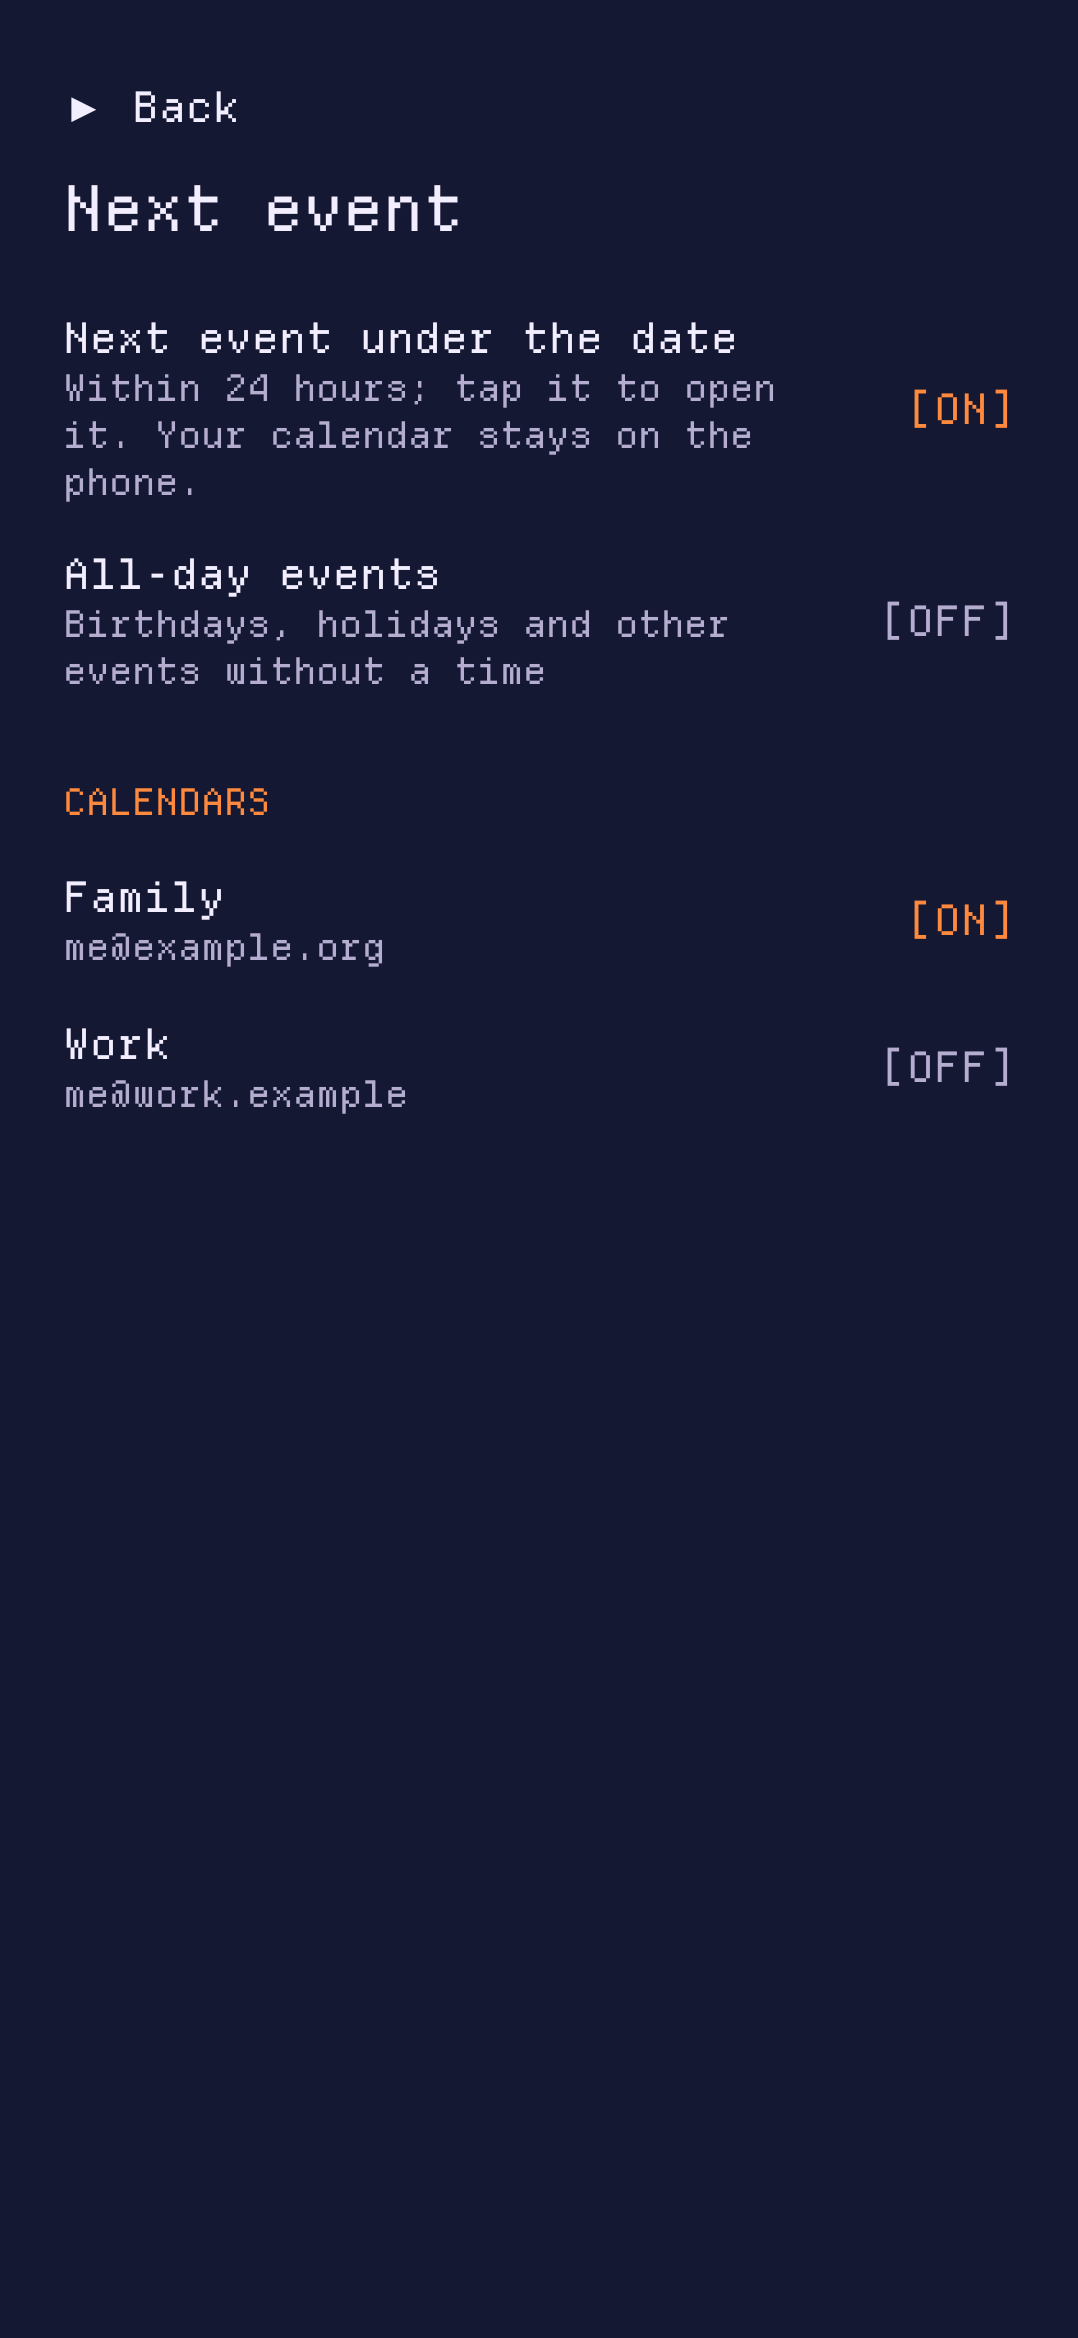 ▶ Back
Next event
Next event under the date
Within 24 hours; tap it to open
it. Your calendar stays on the
phone.
[ON]
All-day events
Birthdays, holidays and other
events without a time
[OFF]
CALENDARS
Family
me@example.org
[ON]
Work
me@work.example
[OFF]